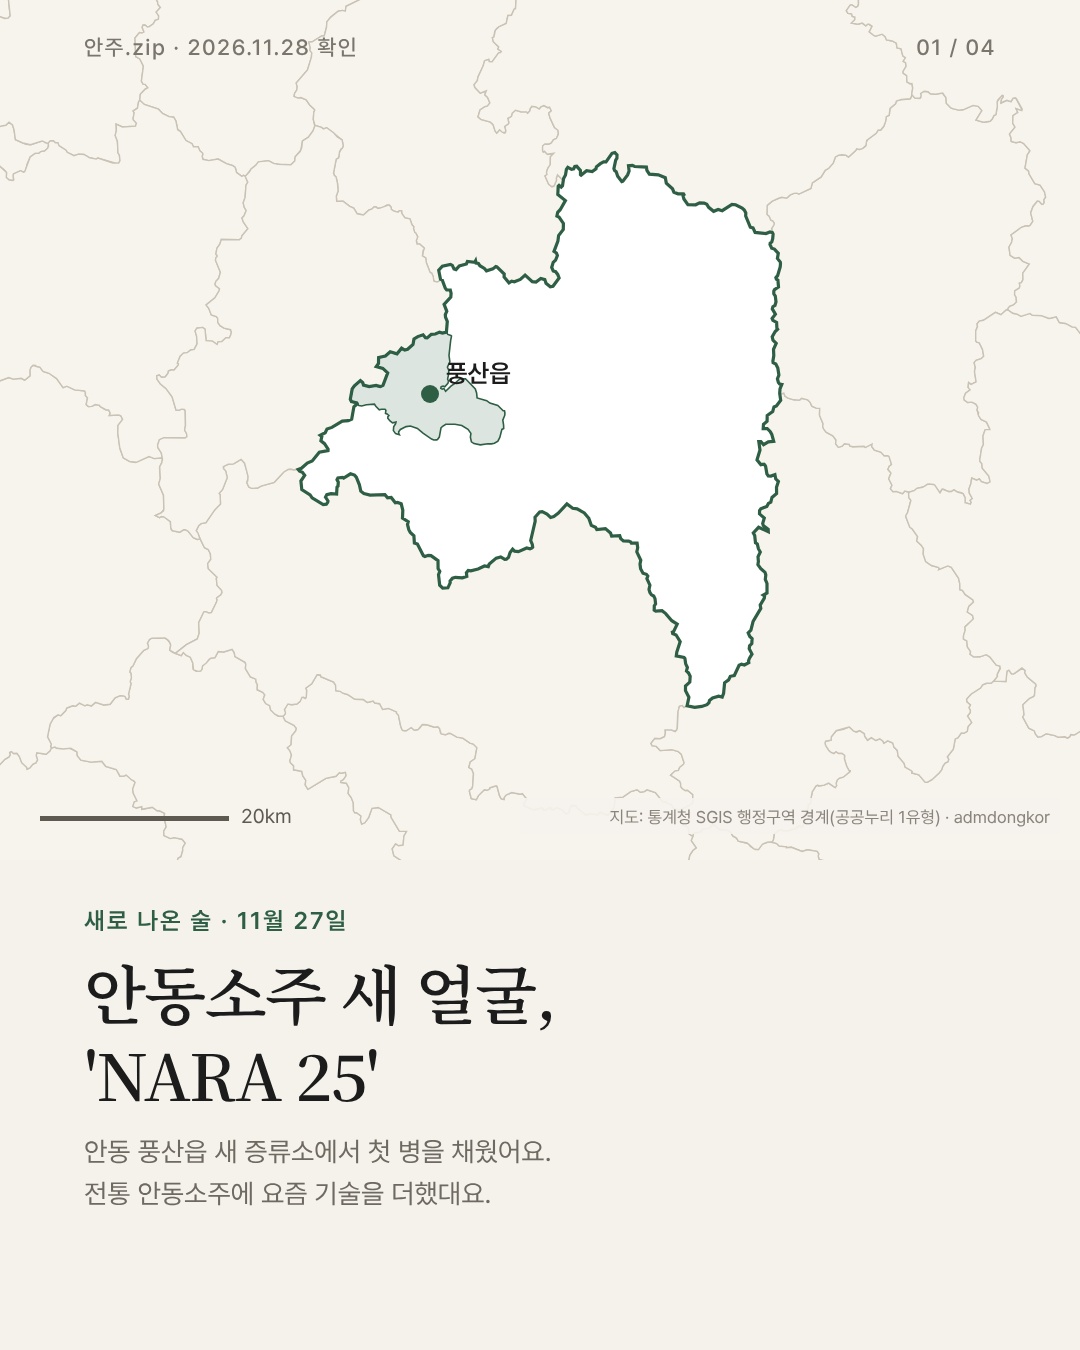 안주.zip · 2026.11.28 확인
01 / 04
풍산읍
20km
지도: 통계청 SGIS 행정구역 경계(공공누리 1유형) · admdongkor
새로 나온 술 · 11월 27일
안동소주 새 얼굴,
'NARA 25'
안동 풍산읍 새 증류소에서 첫 병을 채웠어요.
전통 안동소주에 요즘 기술을 더했대요.